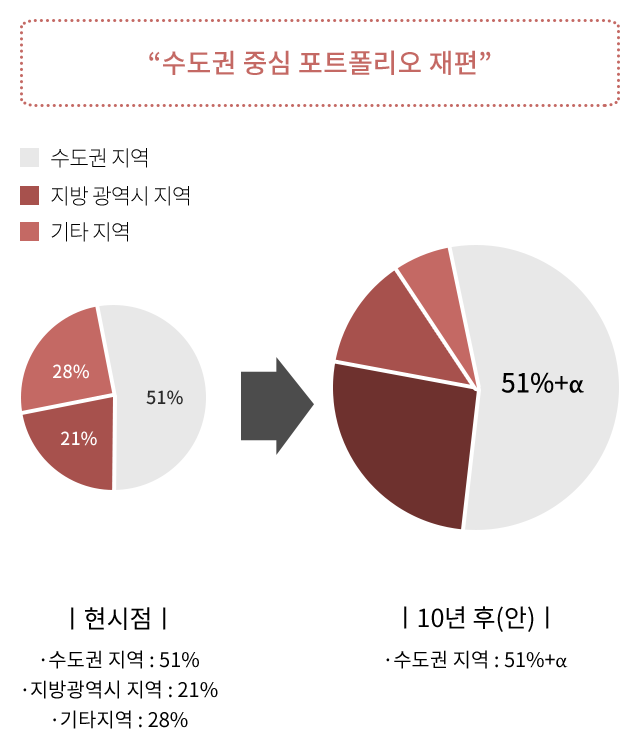 “수도권 중심 포트폴리오 재편”
수도권 지역
지방 광역시 지역
기타 지역
28%
51%
21%
51%+α
ㅣ현시점ㅣ
·수도권 지역 : 51%
·지방광역시 지역 : 21%
·기타지역 : 28%
ㅣ10년 후(안)ㅣ
·수도권 지역 : 51%+α